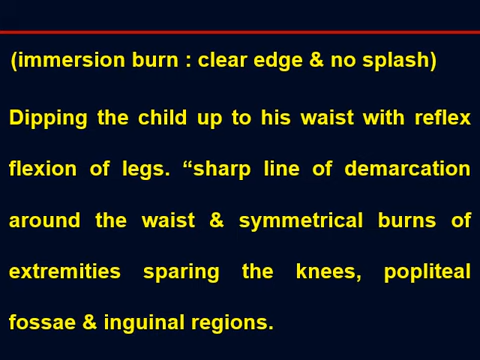 (immersion burn : clear edge & no splash)
Dipping the child up to his waist with reflex
flexion of legs. “sharp line of demarcation
around the waist & symmetrical burns of
extremities sparing the knees, popliteal
fossae & inguinal regions.